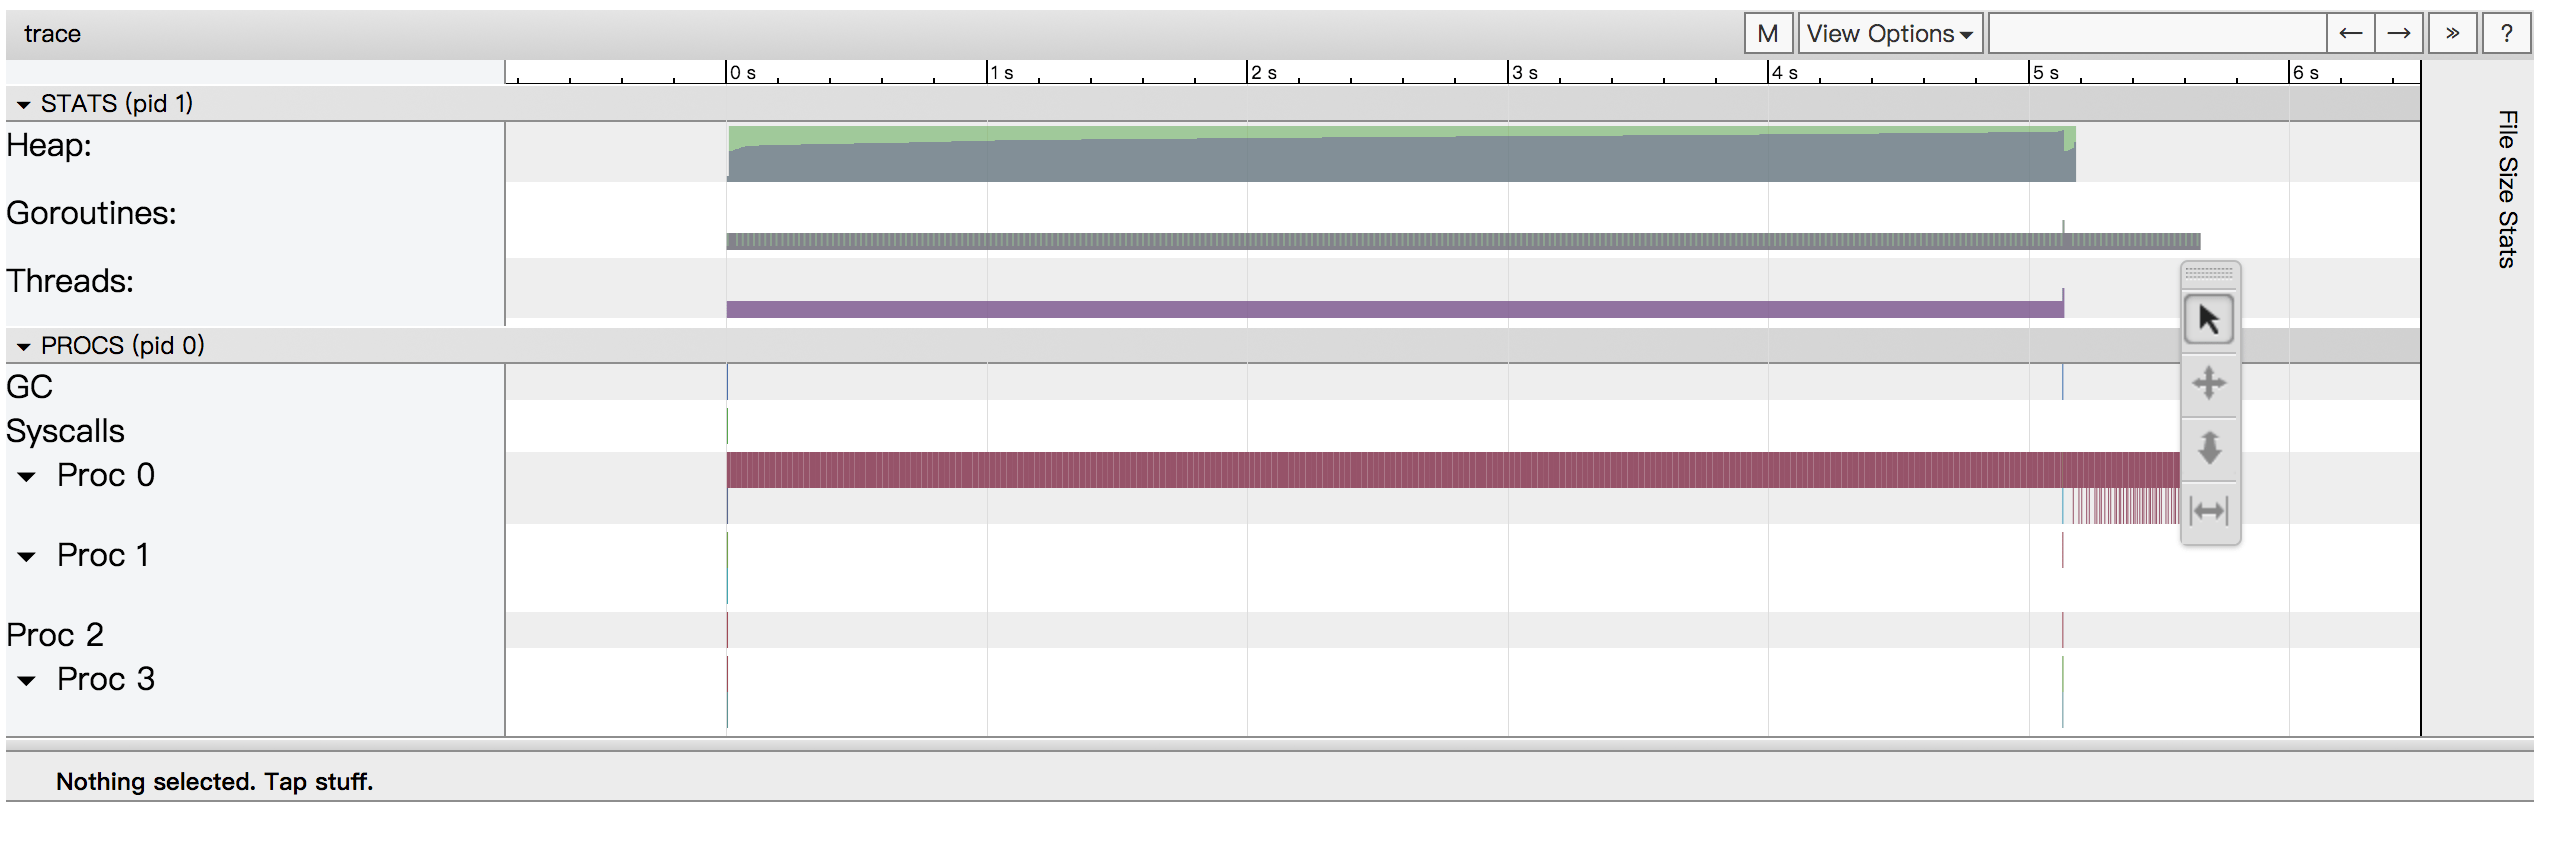 trace M View Options ← → » ?
0 s 1 s 2 s 3 s 4 s 5 s 6 s
STATS (pid 1)
Heap:
Goroutines:
Threads:
PROCS (pid 0)
GC
Syscalls
Proc 0
Proc 1
Proc 2
Proc 3
File Size Stats
Nothing selected. Tap stuff.